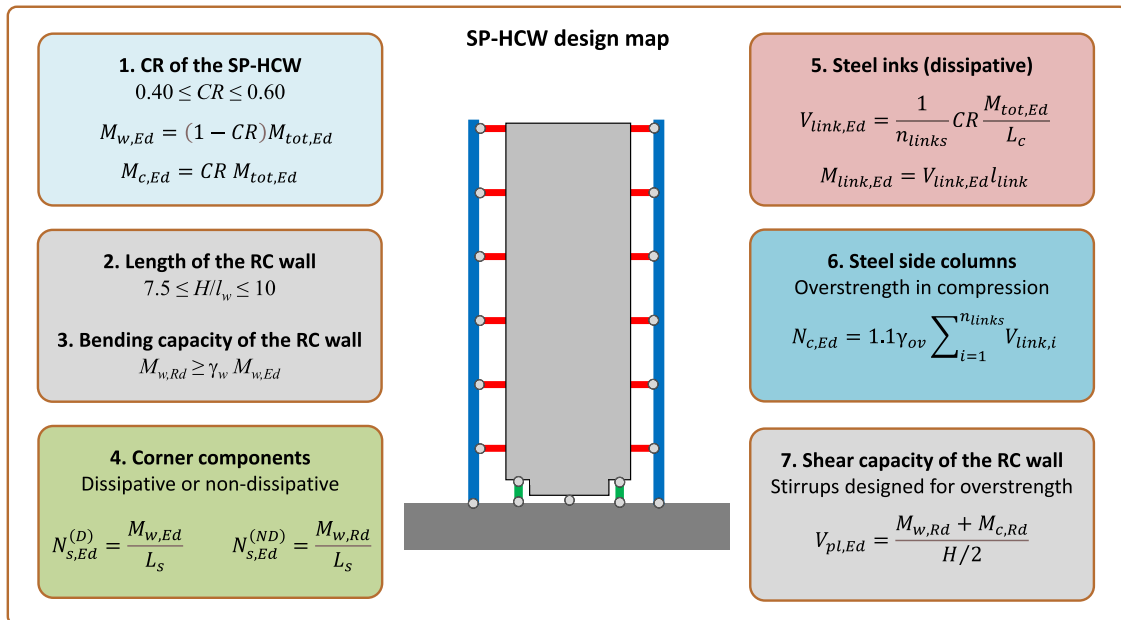 SP-HCW design map
1. CR of the SP-HCW
0.40 ≤ CR ≤ 0.60
M_{w,Ed} = (1 − CR)M_{tot,Ed}
M_{c,Ed} = CR M_{tot,Ed}
2. Length of the RC wall
7.5 ≤ H/l_w ≤ 10
3. Bending capacity of the RC wall
M_{w,Rd} ≥ γ_w M_{w,Ed}
4. Corner components
Dissipative or non-dissipative
N_{s,Ed}^{(D)} = \frac{M_{w,Ed}}{L_s} N_{s,Ed}^{(ND)} = \frac{M_{w,Rd}}{L_s}
5. Steel inks (dissipative)
V_{link,Ed} = \frac{1}{n_{links}} CR \frac{M_{tot,Ed}}{L_c}
M_{link,Ed} = V_{link,Ed} l_{link}
6. Steel side columns
Overstrength in compression
N_{c,Ed} = 1.1γ_{ov} \sum_{i=1}^{n_{links}} V_{link,i}
7. Shear capacity of the RC wall
Stirrups designed for overstrength
V_{pl,Ed} = \frac{M_{w,Rd} + M_{c,Rd}}{H/2}